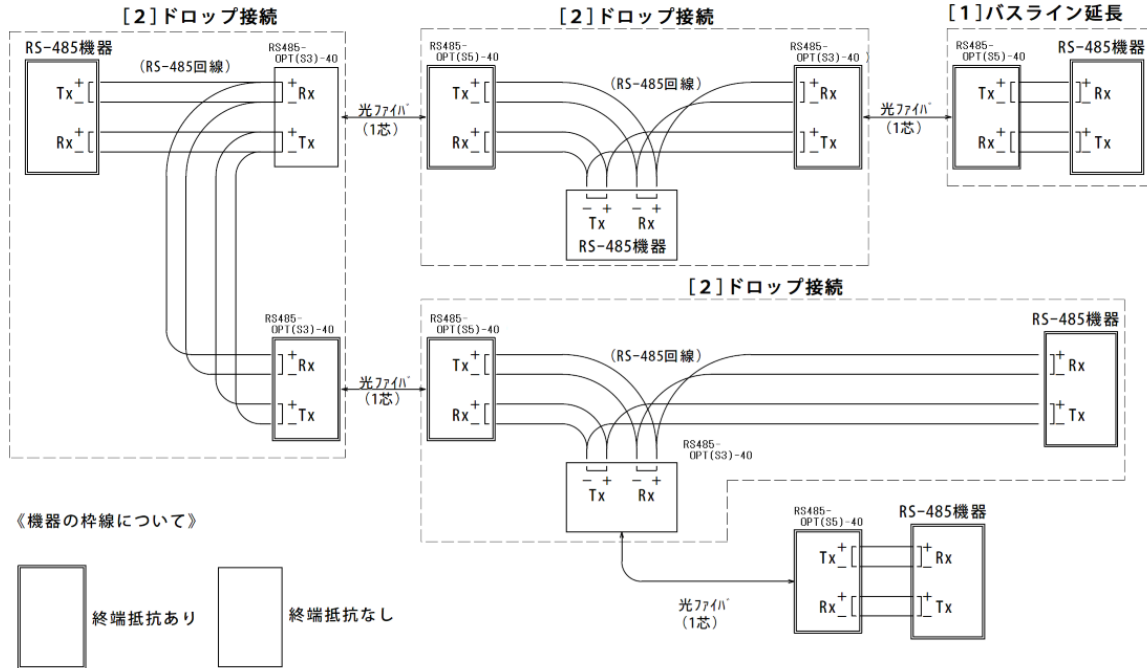 [2]ドロップ接続
RS-485機器
(RS-485回線)
RS485-
OPT(S3)-40
Tx + −
Rx + −
+ − Rx
+ − Tx
光ファイバ
(1芯)
RS485-
OPT(S3)-40
+ − Rx
+ − Tx
光ファイバ
(1芯)
[2]ドロップ接続
RS485-
OPT(S5)-40
(RS-485回線)
RS485-
OPT(S3)-40
Tx + −
Rx + −
+ − Rx
+ − Tx
− + − +
Tx Rx
RS-485機器
光ファイバ
(1芯)
[1]バスライン延長
RS485-
OPT(S5)-40
RS-485機器
Tx + −
Rx + −
+ − Rx
+ − Tx
[2]ドロップ接続
RS485-
OPT(S5)-40
(RS-485回線)
RS-485機器
Tx + −
Rx + −
+ − Rx
+ − Tx
RS485-
OPT(S3)-40
− + − +
Tx Rx
光ファイバ
(1芯)
RS485-
OPT(S5)-40
RS-485機器
Tx + −
Rx + −
+ − Rx
+ − Tx
《機器の枠線について》
終端抵抗あり
終端抵抗なし